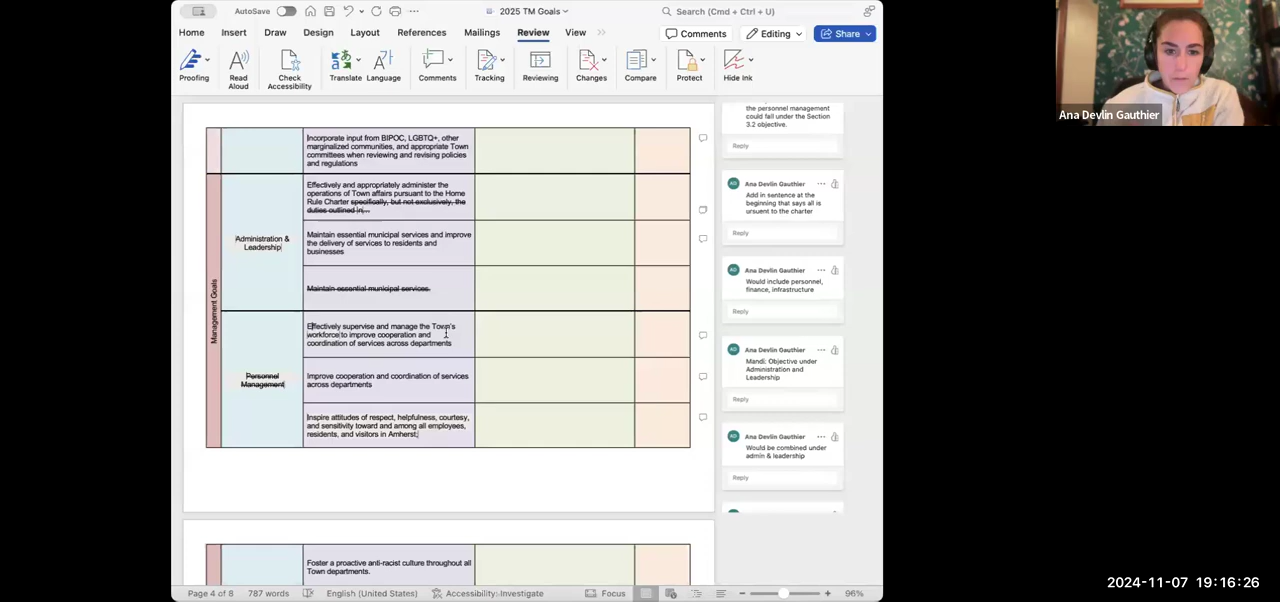 AutoSave
2025 TM Goals
Search (Cmd + Ctrl + U)
Home Insert Draw Design Layout References Mailings Review View
Comments Editing Share
Proofing Read Aloud Check Accessibility Translate Language Comments Tracking Reviewing Changes Compare Protect Hide Ink
Incorporate input from BIPOC, LGBTQ+, other
marginalized communities, and appropriate Town
committees when reviewing and revising policies
and regulations
Management Goals
Administration &
Leadership
Effectively and appropriately administer the
operations of Town affairs pursuant to the Home
Rule Charter specifically, but not exclusively, the
duties outlined in...
Maintain essential municipal services and improve
the delivery of services to residents and
businesses
Maintain essential municipal services.
Personnel
Management
Effectively supervise and manage the Town's
workforce to improve cooperation and
coordination of services across departments
Improve cooperation and coordination of services
across departments
Inspire attitudes of respect, helpfulness, courtesy,
and sensitivity toward and among all employees,
residents, and visitors in Amherst;
Foster a proactive anti-racist culture throughout all
Town departments.
the personnel management
could fall under the Section
3.2 objective.
Reply
AD Ana Devlin Gauthier
Add in sentence at the
beginning that says all is
ursuent to the charter
Reply
AD Ana Devlin Gauthier
Would include personnel,
finance, infrastructure
Reply
AD Ana Devlin Gauthier
Mandi: Objective under
Administration and
Leadership
Reply
AD Ana Devlin Gauthier
Would be combined under
admin & leadership
Reply
Page 4 of 8 787 words English (United States) Accessibility: Investigate Focus 96%
Ana Devlin Gauthier
2024-11-07 19:16:26